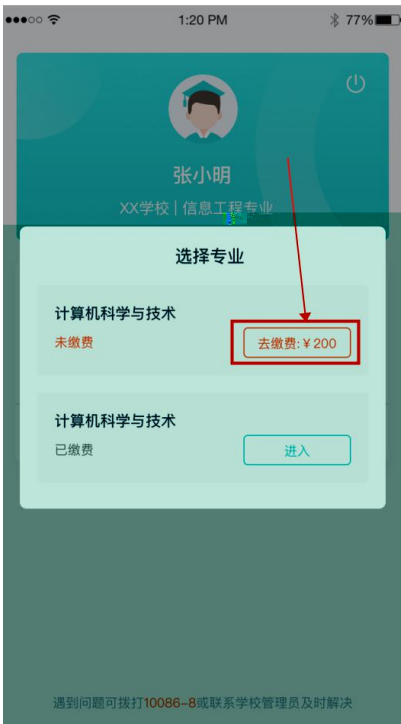 1:20 PM 77%
张小明
XX学校 | 信息工程专业
选择专业
计算机科学与技术
未缴费
去缴费:￥200
计算机科学与技术
已缴费
进入
遇到问题可拨打10086-8或联系学校管理员及时解决